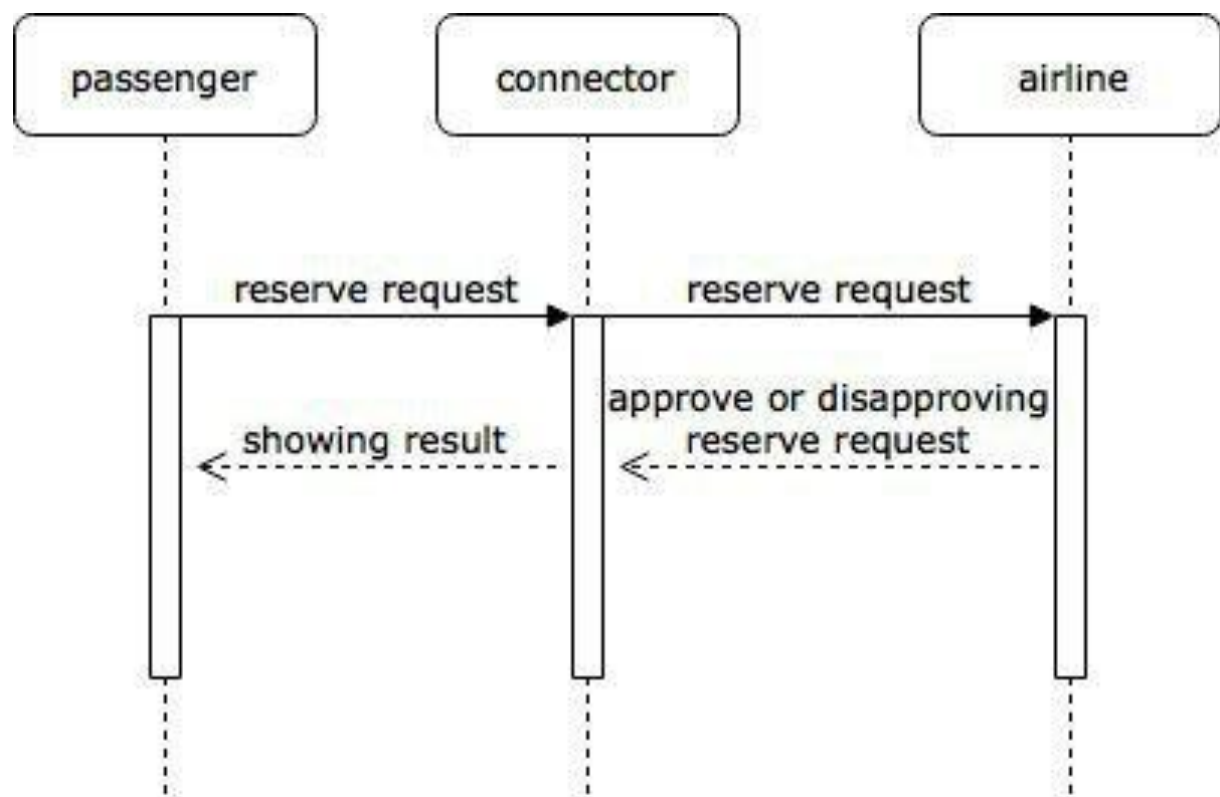 passenger
connector
airline
reserve request
reserve request
approve or disapproving
reserve request
showing result